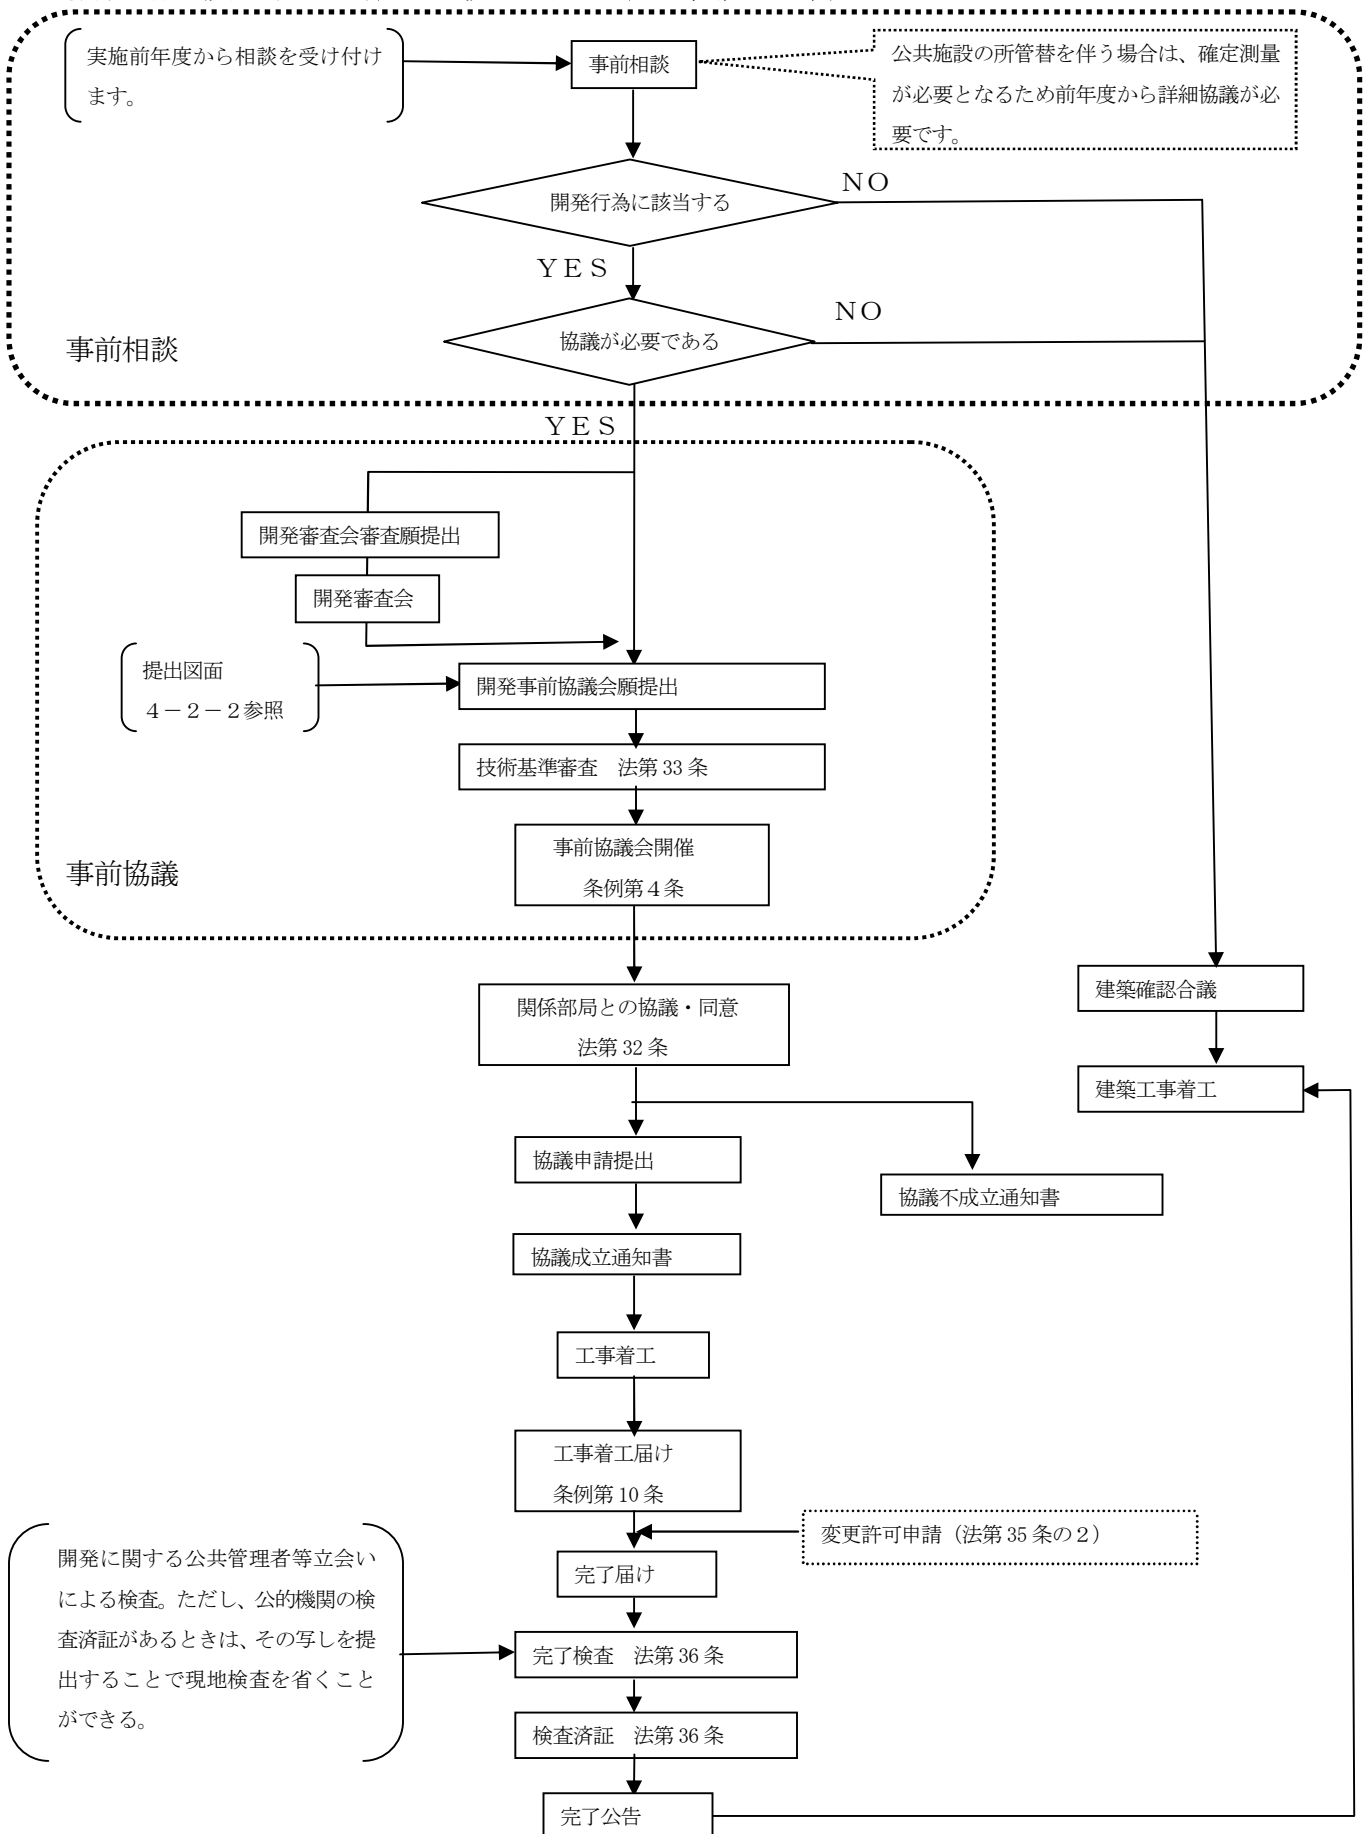 実施前年度から相談を受け付け
ます。
事前相談
公共施設の所管替を伴う場合は、確定測量
が必要となるため前年度から詳細協議が必
要です。
開発行為に該当する
ＮＯ
ＹＥＳ
協議が必要である
ＮＯ
事前相談
ＹＥＳ
開発審査会審査願提出
開発審査会
提出図面
４－２－２参照
開発事前協議会願提出
技術基準審査　法第 33 条
事前協議会開催
条例第４条
事前協議
関係部局との協議・同意
法第 32 条
建築確認合議
建築工事着工
協議申請提出
協議不成立通知書
協議成立通知書
工事着工
工事着工届け
条例第 10 条
変更許可申請（法第 35 条の２）
完了届け
開発に関する公共管理者等立会い
による検査。ただし、公的機関の検
査済証があるときは、その写しを提
出することで現地検査を省くこと
ができる。
完了検査　法第 36 条
検査済証　法第 36 条
完了公告